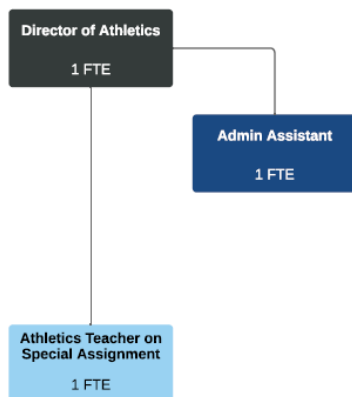 Director of Athletics
1 FTE
Admin Assistant
1 FTE
Athletics Teacher on
Special Assignment
1 FTE